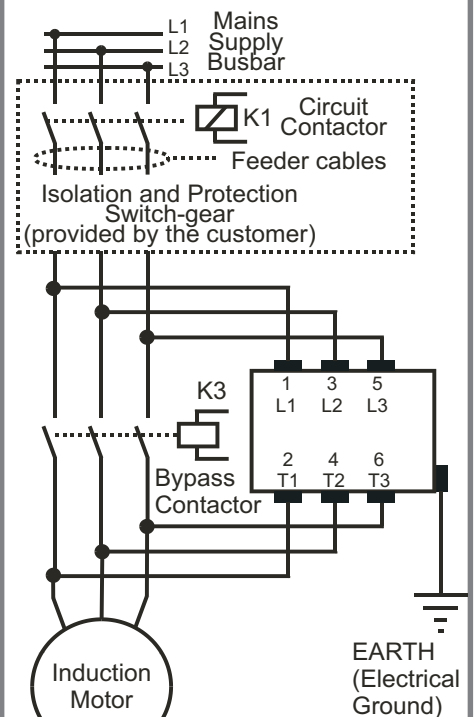 L1
Mains
L2
Supply
L3
Busbar
K1
Circuit
Contactor
Feeder cables
Isolation and Protection
Switch-gear
(provided by the customer)
K3
1 3 5
L1 L2 L3
2 4 6
T1 T2 T3
Bypass
Contactor
Induction
Motor
EARTH
(Electrical
Ground)